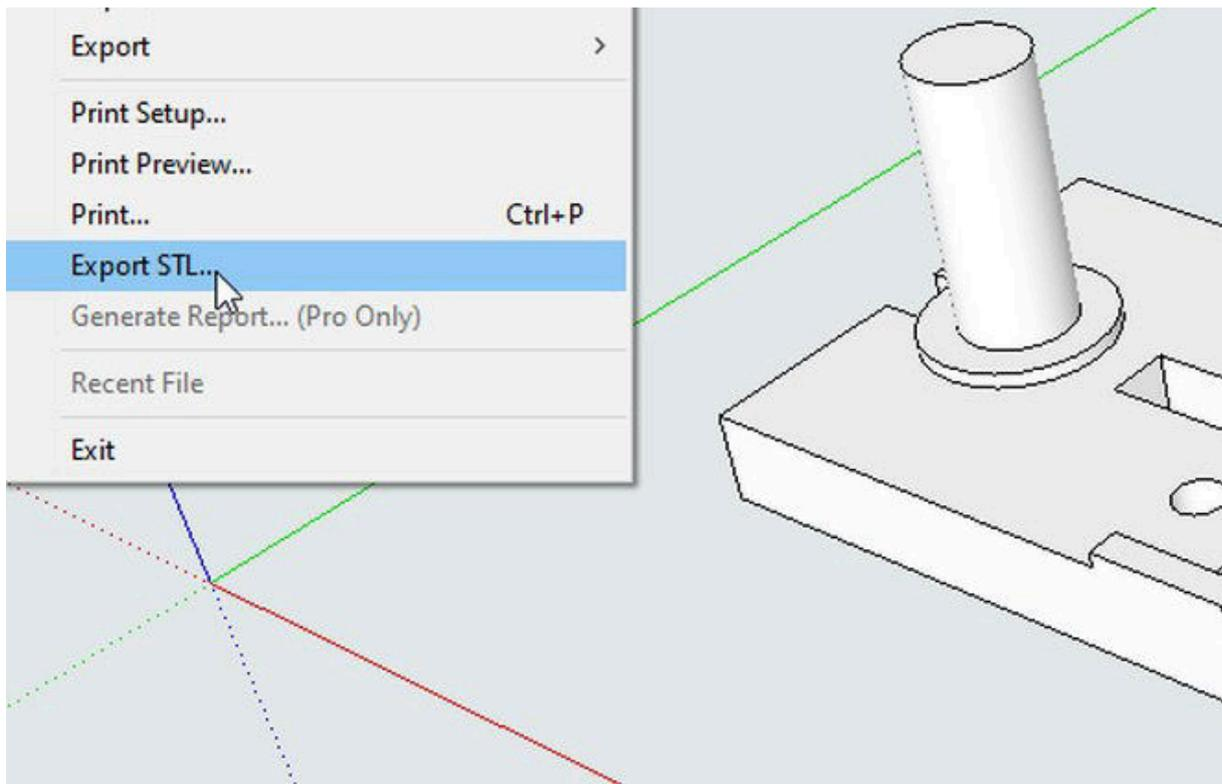 Export
Print Setup...
Print Preview...
Print... Ctrl+P
Export STL...
Generate Report... (Pro Only)
Recent File
Exit